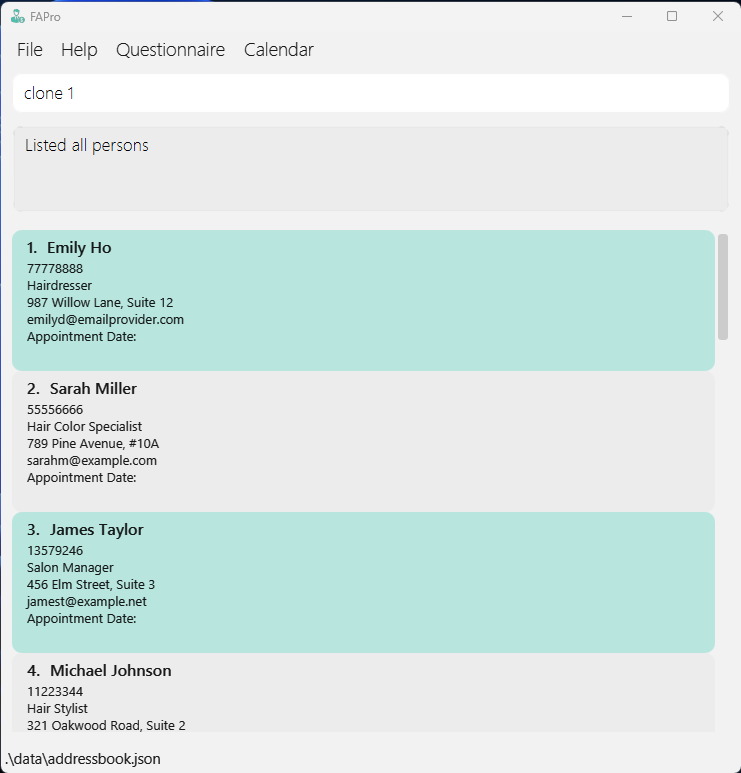 FAPro
File Help Questionnaire Calendar
clone 1
Listed all persons
1. Emily Ho
77778888
Hairdresser
987 Willow Lane, Suite 12
emilyd@emailprovider.com
Appointment Date:
2. Sarah Miller
55556666
Hair Color Specialist
789 Pine Avenue, #10A
sarahm@example.com
Appointment Date:
3. James Taylor
13579246
Salon Manager
456 Elm Street, Suite 3
jamest@example.net
Appointment Date:
4. Michael Johnson
11223344
Hair Stylist
321 Oakwood Road, Suite 2
.\data\addressbook.json